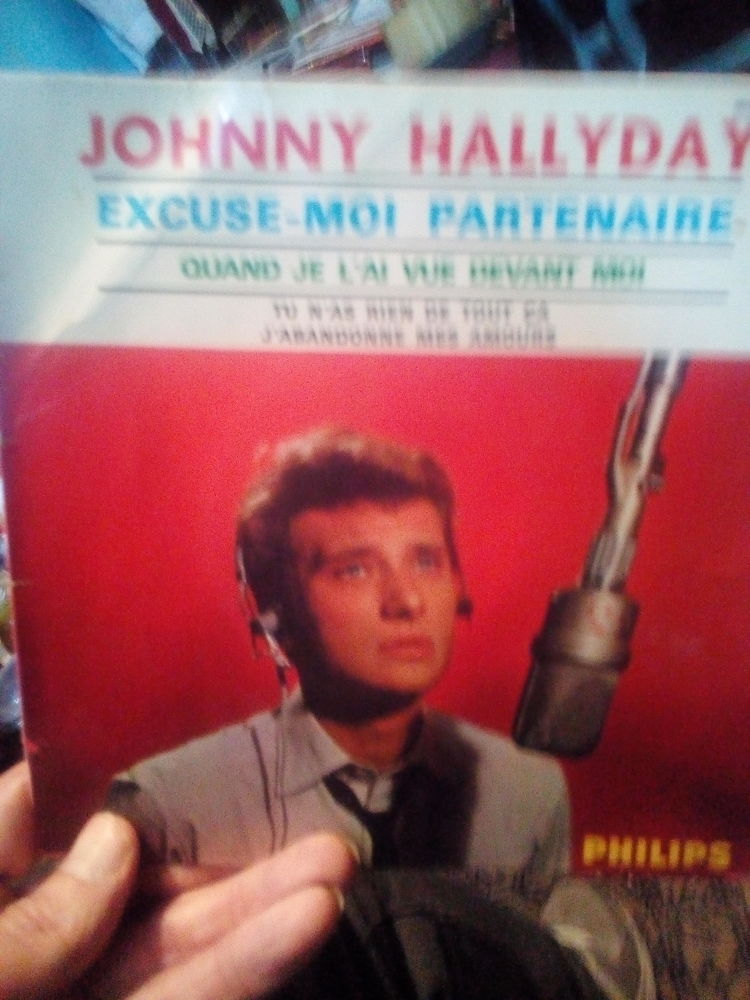 JOHNNY HALLYDAY
EXCUSE-MOI PARTENAIRE
QUAND JE L'AI VUE DEVANT MOI
TU N'AS RIEN DE TOUT ÇA
J'ABANDONNE MES AMOURS
PHILIPS